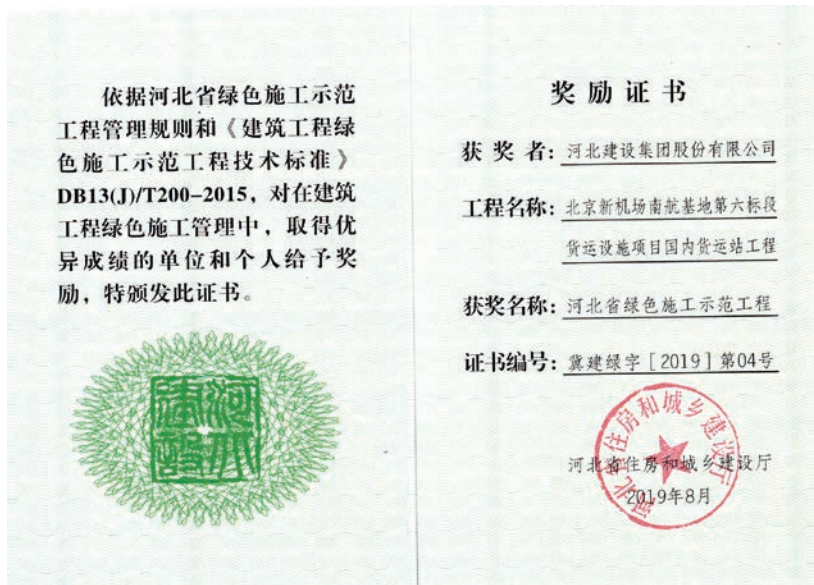 依据河北省绿色施工示范
工程管理规则和《建筑工程绿
色施工示范工程技术标准》
DB13(J)/T200-2015，对在建筑
工程绿色施工管理中，取得优
异成绩的单位和个人给予奖
励，特颁发此证书。
河北
建设
奖励证书
获奖者：河北建设集团股份有限公司
工程名称：北京新机场南航基地第六标段
货运设施项目国内货运站工程
获奖名称：河北省绿色施工示范工程
证书编号：冀建绿字［2019］第04号
河北省住房和城乡建设厅
河北省住房和城乡建设厅
2019年8月